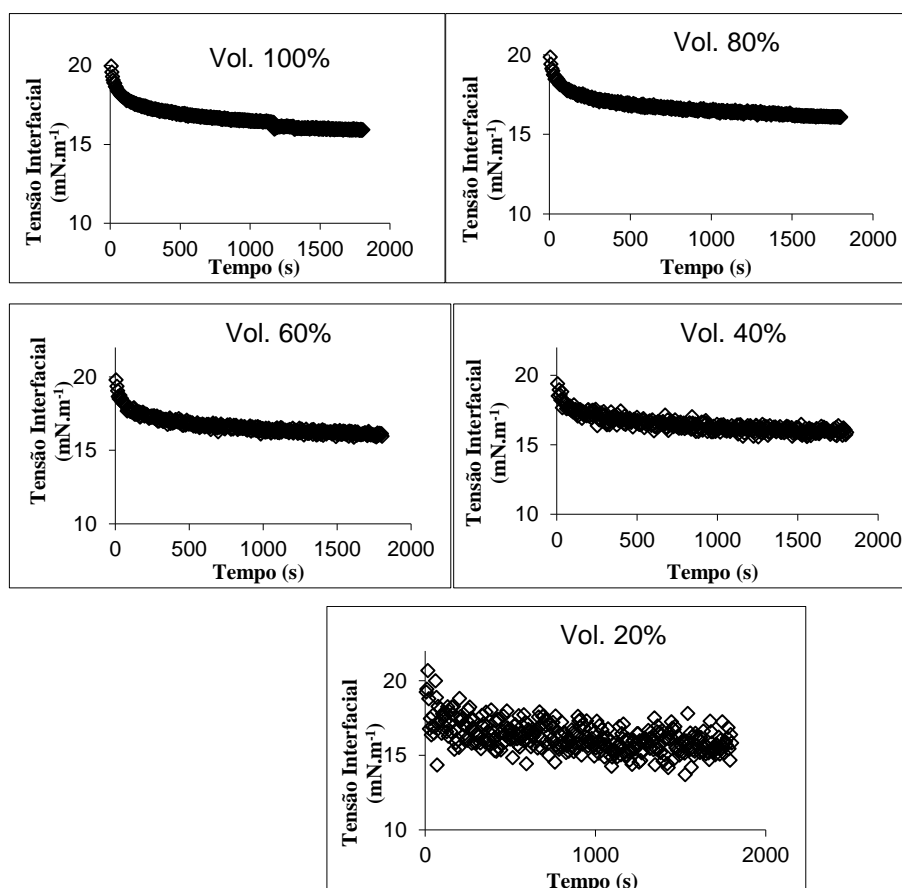 Vol. 100%
Tensão Interfacial
(mN.m⁻¹)
20
15
10
0
500
1000
1500
2000
Tempo (s)
Vol. 80%
Tensão Interfacial
(mN.m⁻¹)
20
15
10
0
500
1000
1500
2000
Tempo (s)
Vol. 60%
Tensão Interfacial
(mN.m⁻¹)
20
15
10
0
500
1000
1500
2000
Tempo (s)
Vol. 40%
Tensão Interfacial
(mN.m⁻¹)
20
15
10
0
500
1000
1500
2000
Tempo (s)
Vol. 20%
Tensão Interfacial
(mN.m⁻¹)
20
15
10
0
1000
2000
Tempo (s)